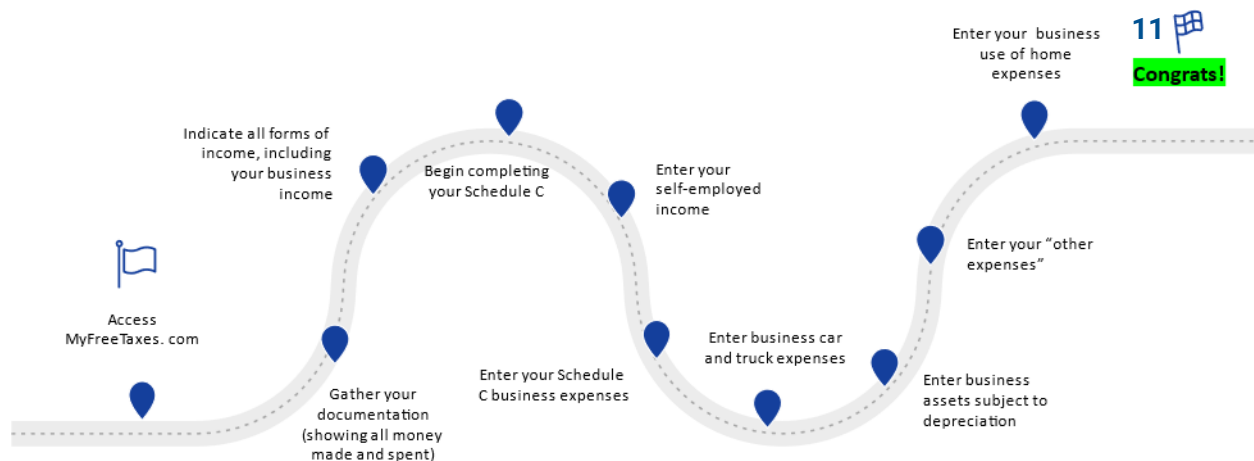 Access
MyFreeTaxes. com
Gather your
documentation
(showing all money
made and spent)
Indicate all forms of
income, including
your business
income
Begin completing
your Schedule C
Enter your
self-employed
income
Enter your Schedule
C business expenses
Enter business car
and truck expenses
Enter business
assets subject to
depreciation
Enter your “other
expenses”
Enter your business
use of home
expenses
11
Congrats!